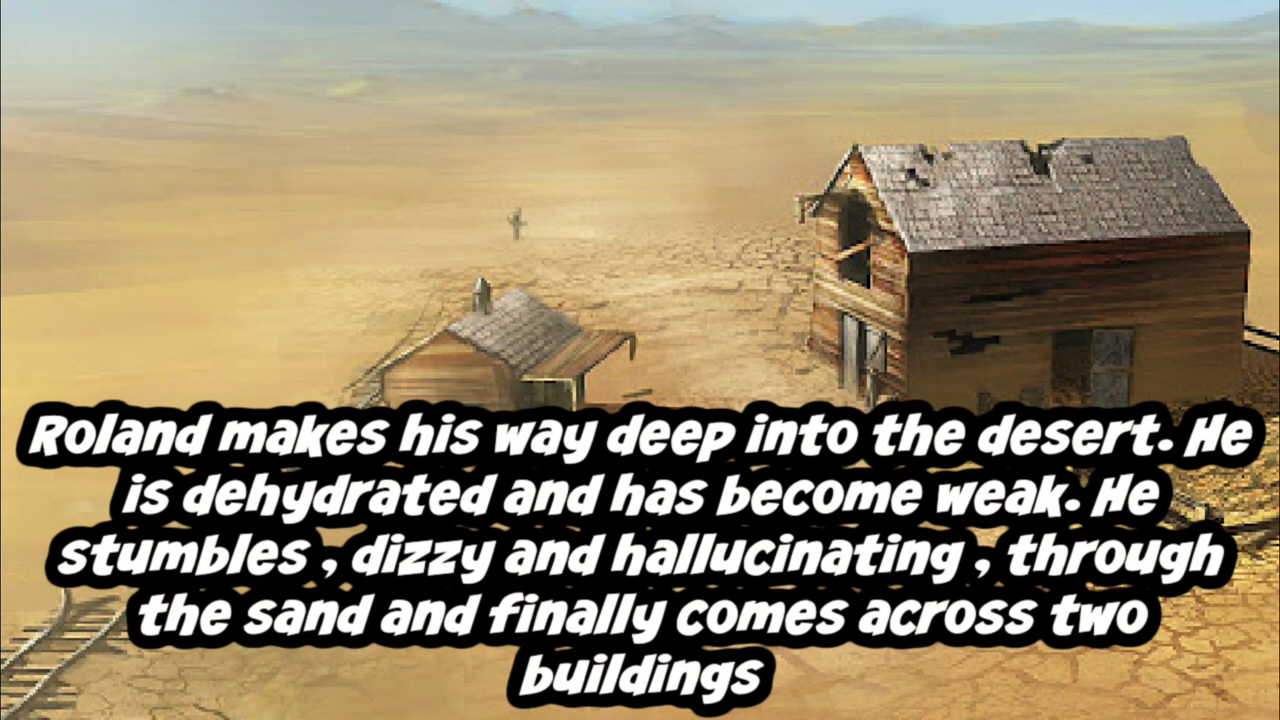 Roland makes his way deep into the desert. He
is dehydrated and has become weak. He
stumbles , dizzy and hallucinating , through
the sand and finally comes across two
buildings